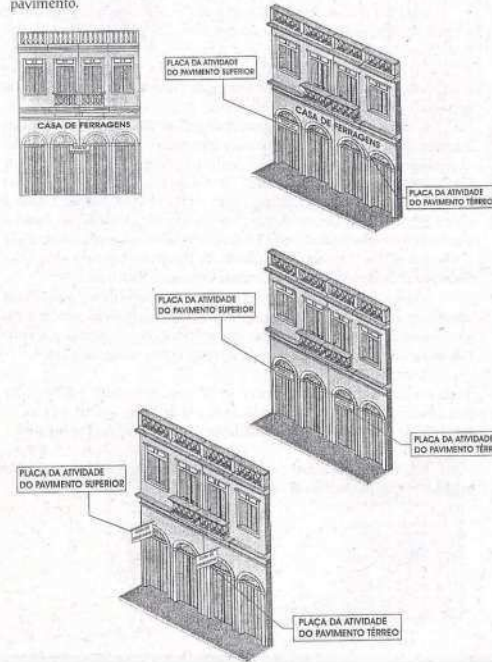 pavimento.
CASA DE FERRAGENS
PLACA DA ATIVIDADE
DO PAVIMENTO SUPERIOR
CASA DE FERRAGENS
PLACA DA ATIVIDADE
DO PAVIMENTO TÉRREO
PLACA DA ATIVIDADE
DO PAVIMENTO SUPERIOR
PLACA DA ATIVIDADE
DO PAVIMENTO TÉRR
PLACA DA ATIVIDADE
DO PAVIMENTO SUPERIOR
PLACA DA ATIVIDADE
DO PAVIMENTO TÉRREO